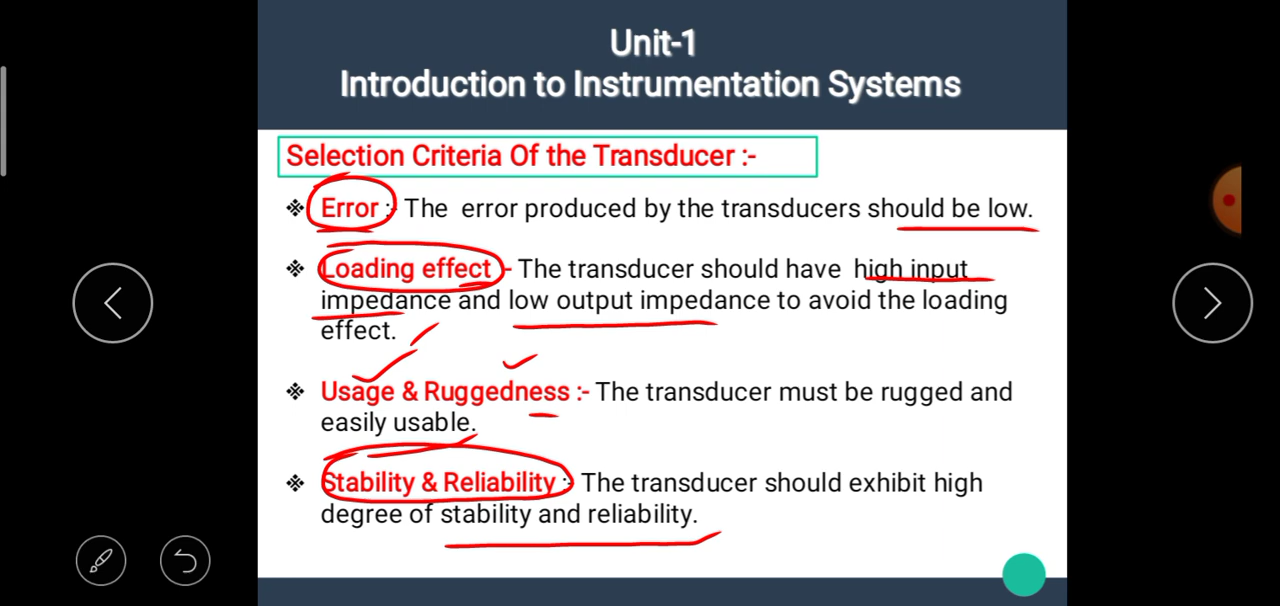 Unit-1
Introduction to Instrumentation Systems
Selection Criteria Of the Transducer :-
❖ Error :- The error produced by the transducers should be low.
❖ Loading effect :- The transducer should have high input
impedance and low output impedance to avoid the loading
effect.
❖ Usage & Ruggedness :- The transducer must be rugged and
easily usable.
❖ Stability & Reliability :- The transducer should exhibit high
degree of stability and reliability.